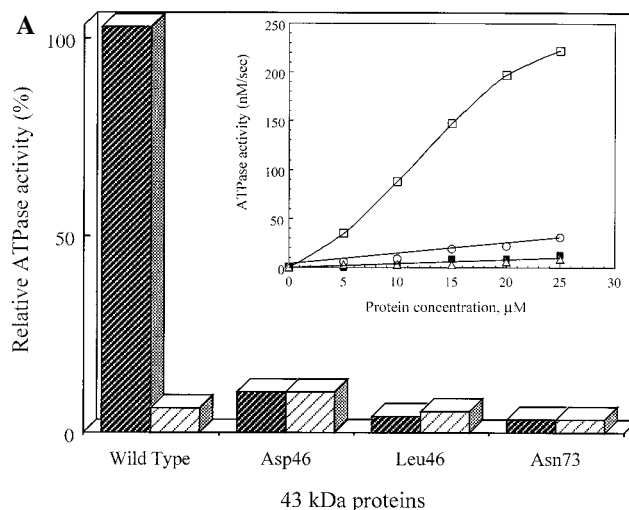 A
Relative ATPase activity (%)
100
50
0
ATPase activity (nM/sec)
250
200
150
100
50
0
0 5 10 15 20 25 30
Protein concentration, µM
Wild Type Asp46 Leu46 Asn73
43 kDa proteins